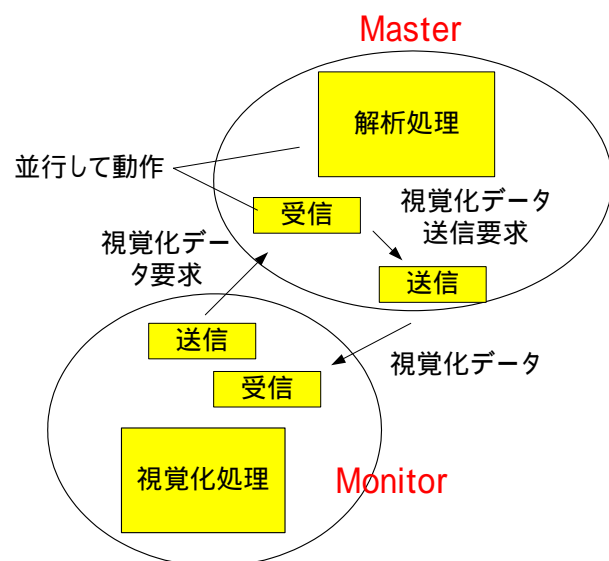 Master
解析処理
並行して動作
受信
視覚化データ
送信要求
視覚化デー
タ要求
送信
送信
視覚化データ
受信
視覚化処理
Monitor